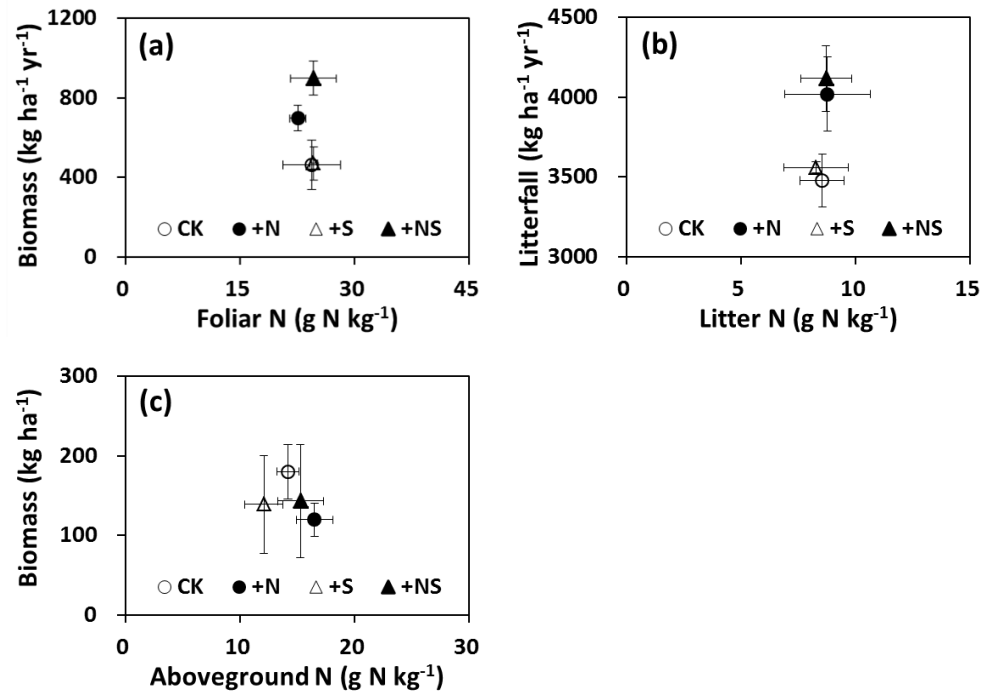 (a)
Biomass (kg ha⁻¹ yr⁻¹)
1200
800
400
0
○ CK ● +N △ +S ▲ +NS
0 15 30 45
Foliar N (g N kg⁻¹)
(b)
Litterfall (kg ha⁻¹ yr⁻¹)
4500
4000
3500
3000
○ CK ● +N △ +S ▲ +NS
0 5 10 15
Litter N (g N kg⁻¹)
(c)
Biomass (kg ha⁻¹)
300
200
100
0
○ CK ● +N △ +S ▲ +NS
0 10 20 30
Aboveground N (g N kg⁻¹)